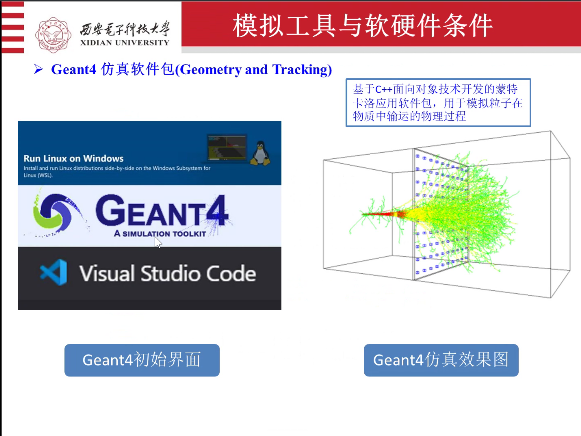 西安电子科技大学
XIDIAN UNIVERSITY
模拟工具与软硬件条件
Geant4 仿真软件包(Geometry and Tracking)
基于C++面向对象技术开发的蒙特
卡洛应用软件包，用于模拟粒子在
物质中输运的物理过程
Run Linux on Windows
Install and run Linux distributions side-by-side on the Windows Subsystem for
Linux (WSL).
GEANT4
A SIMULATION TOOLKIT
Visual Studio Code
Geant4初始界面
Geant4仿真效果图